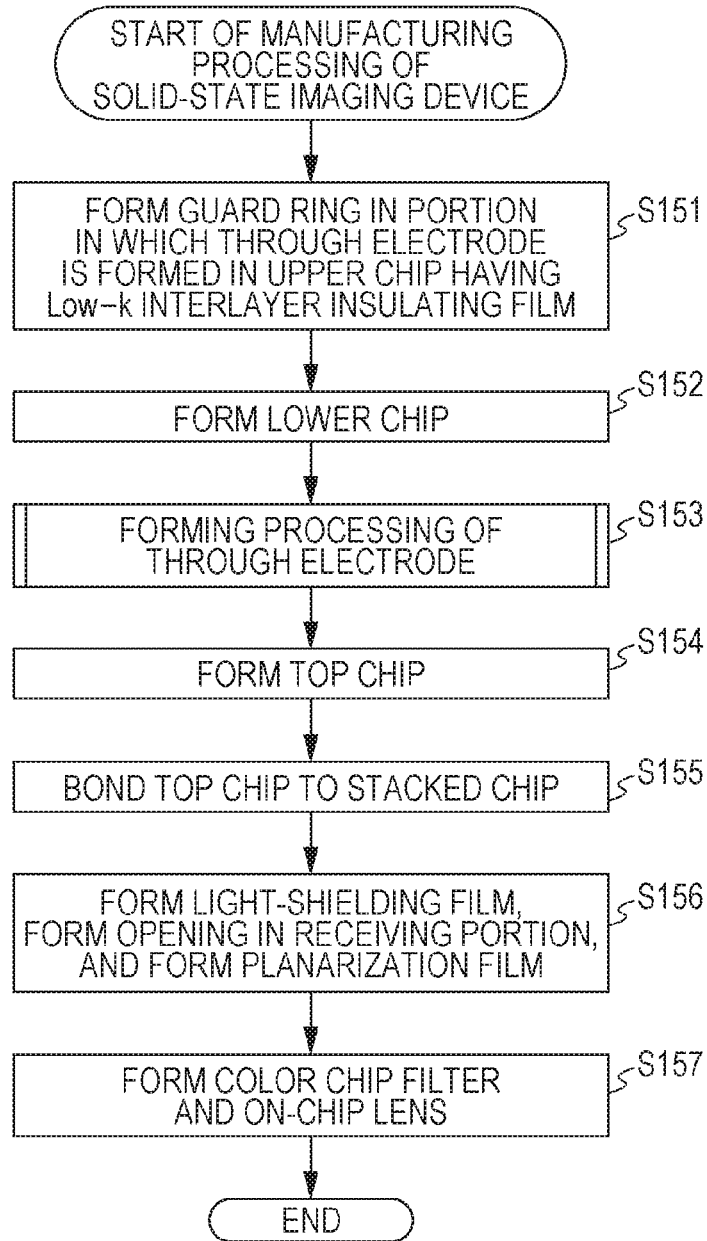 START OF MANUFACTURING
PROCESSING OF
SOLID-STATE IMAGING DEVICE
FORM GUARD RING IN PORTION
IN WHICH THROUGH ELECTRODE
IS FORMED IN UPPER CHIP HAVING
Low-k INTERLAYER INSULATING FILM
S151
FORM LOWER CHIP
S152
FORMING PROCESSING OF
THROUGH ELECTRODE
S153
FORM TOP CHIP
S154
BOND TOP CHIP TO STACKED CHIP
S155
FORM LIGHT-SHIELDING FILM,
FORM OPENING IN RECEIVING PORTION,
AND FORM PLANARIZATION FILM
S156
FORM COLOR CHIP FILTER
AND ON-CHIP LENS
S157
END